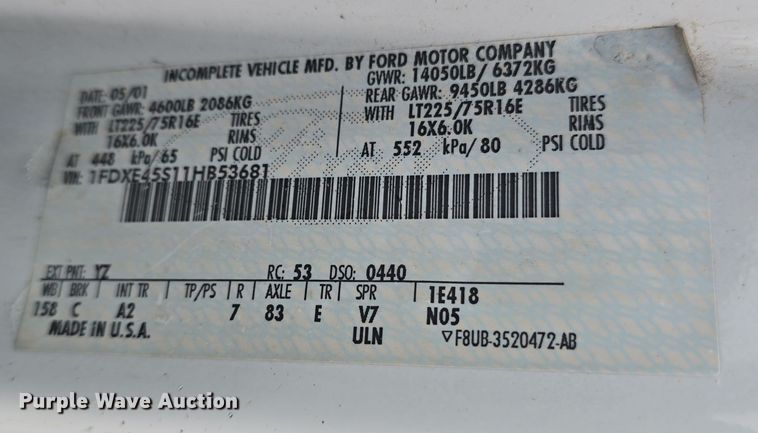 INCOMPLETE VEHICLE MFD. BY FORD MOTOR COMPANY
DATE: 05/01 GVWR: 14050LB/ 6372KG
FRONT GAWR: 4600LB 2086KG REAR GAWR: 9450LB 4286KG
WITH LT225/75R16E TIRES WITH LT225/75R16E TIRES
16X6.0K RIMS 16X6.0K RIMS
AT 448 kPa/65 PSI COLD AT 552 kPa/80 PSI COLD
VIN: 1FDXE45S11HB53681
EXT PNT: YZ RC: 53 DSO: 0440
WB BRK INT TR TP/PS R AXLE TR SPR 1E418
158 C A2 7 83 E V7 N05
MADE IN U.S.A. ULN ▽F8UB-3520472-AB
Purple Wave Auction